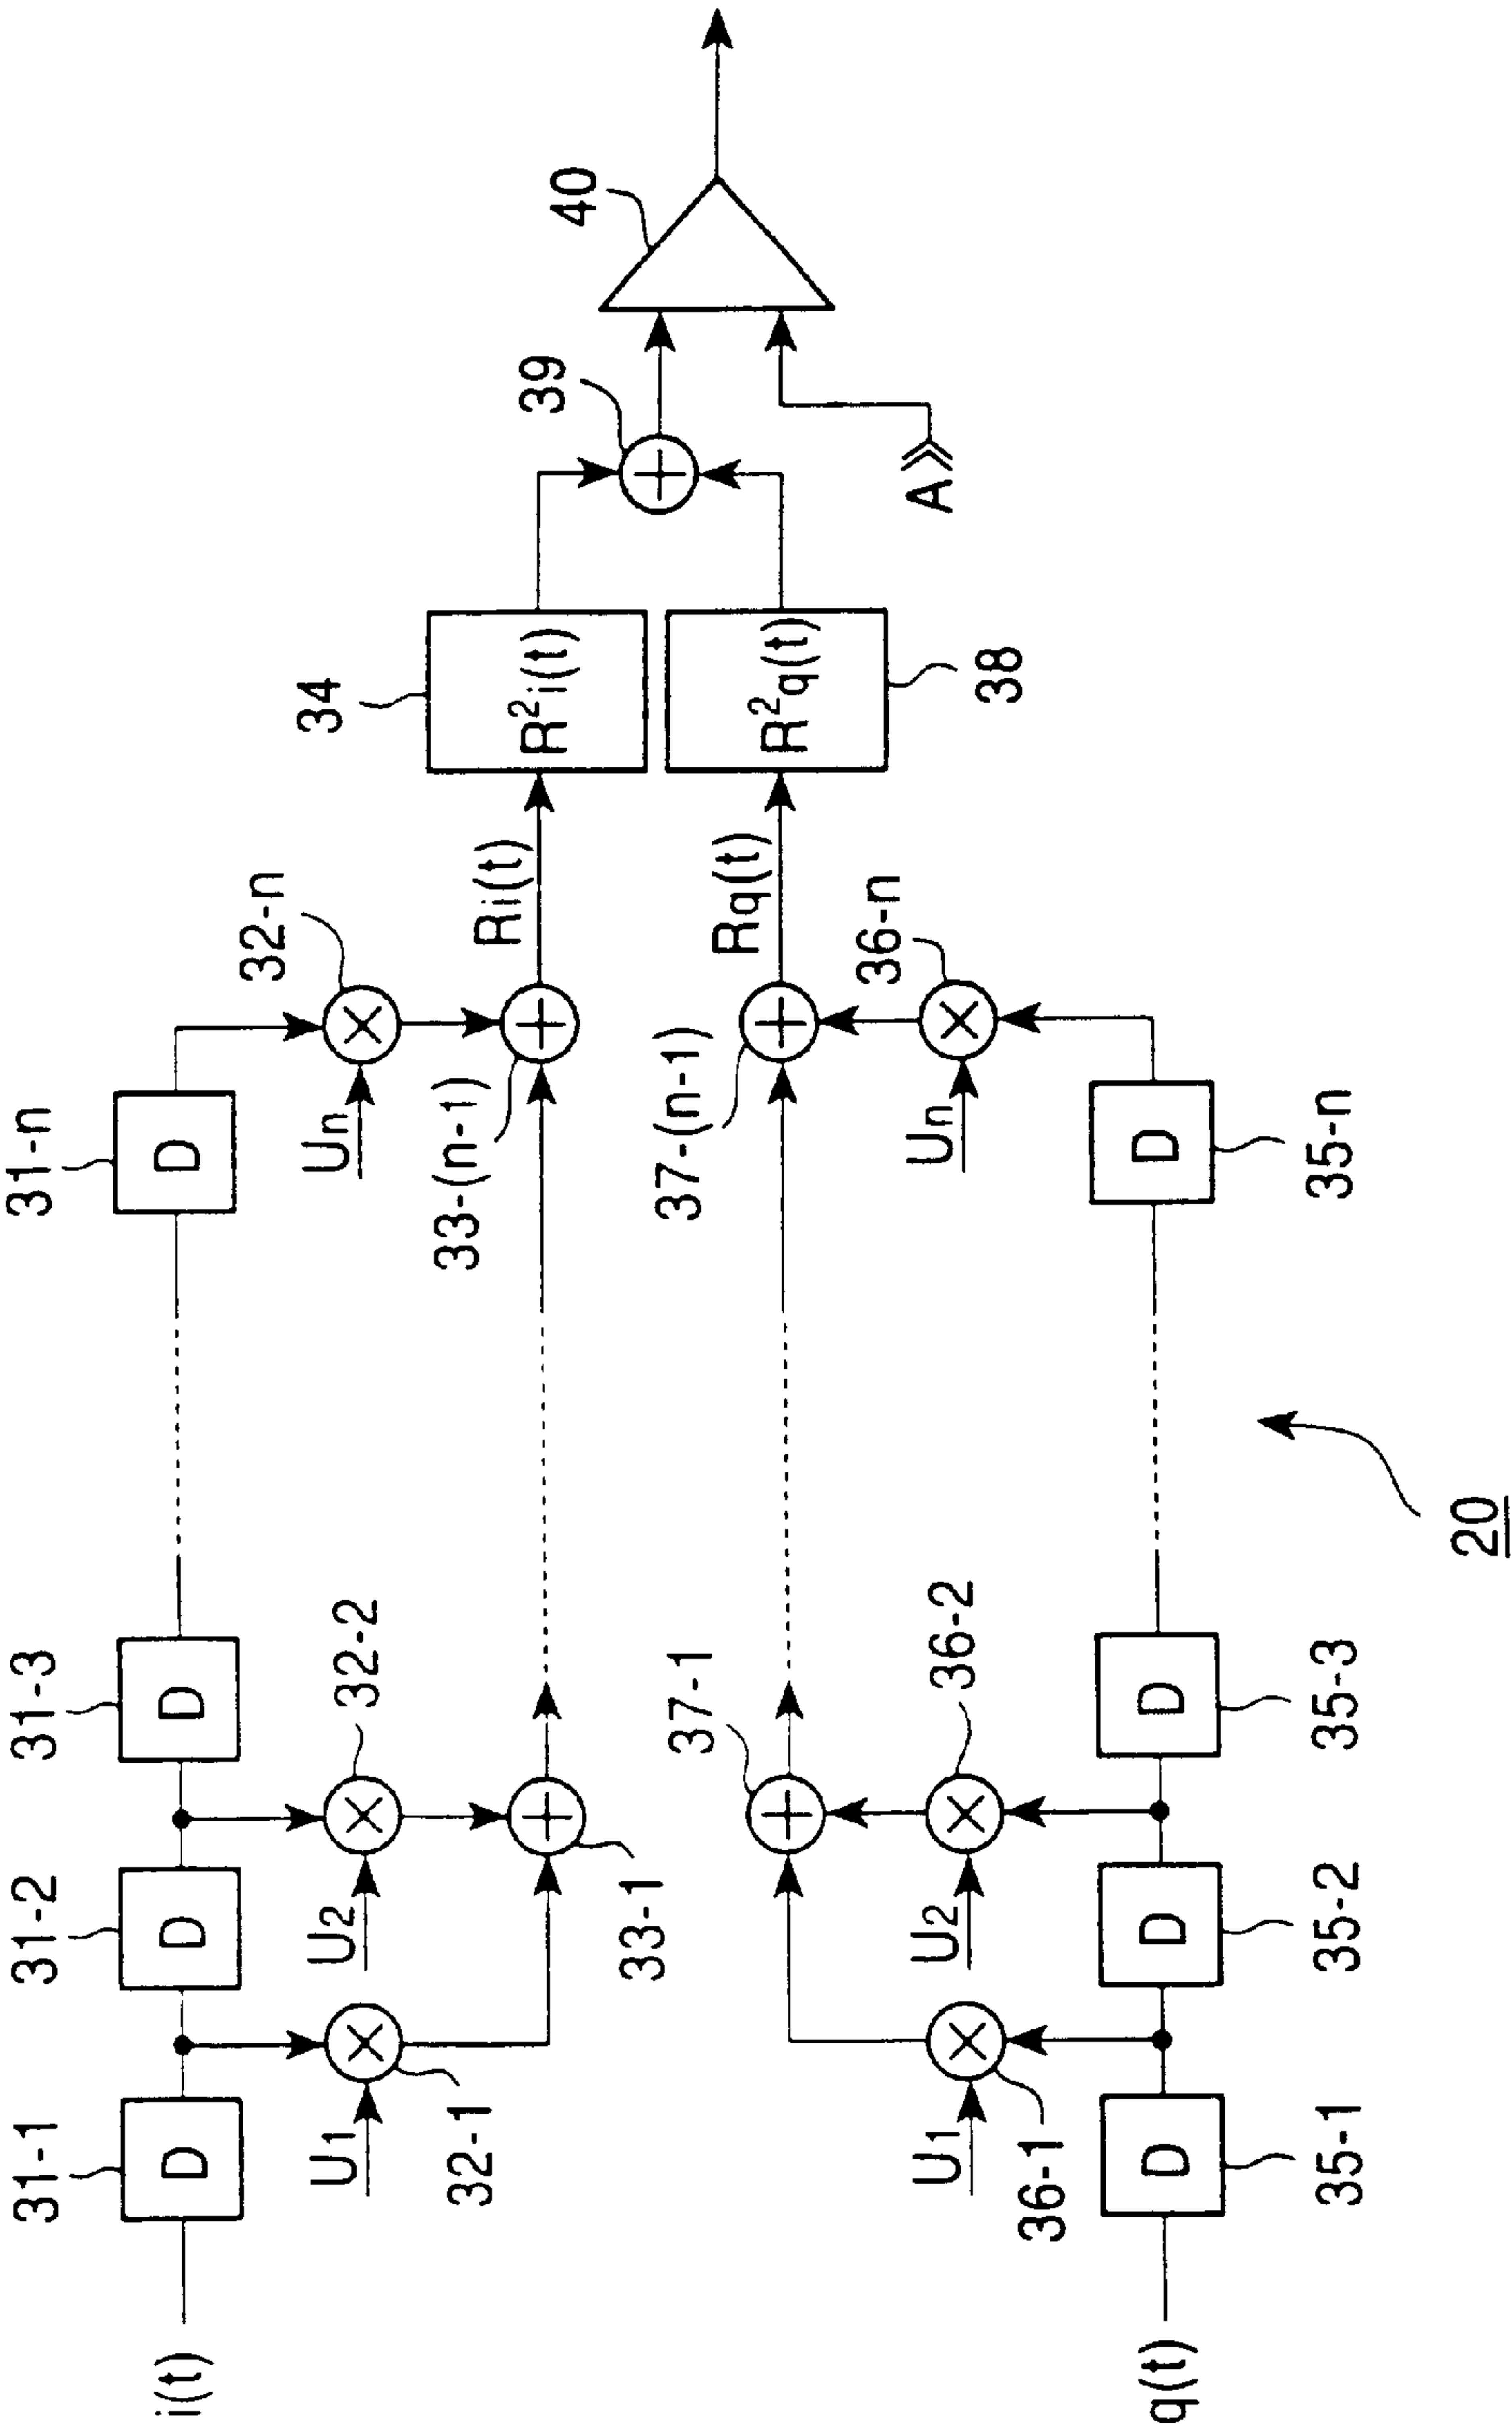 31-1
31-2
31-3
31-n
i(t)
D
D
D
D
U1
32-1
U2
32-2
Un
32-n
33-1
33-(n-1)
Ri(t)
34
R²i(t)
39
40
A
37-1
37-(n-1)
Rq(t)
R²q(t)
38
U1
36-1
U2
36-2
Un
36-n
q(t)
D
D
D
D
35-1
35-2
35-3
35-n
20